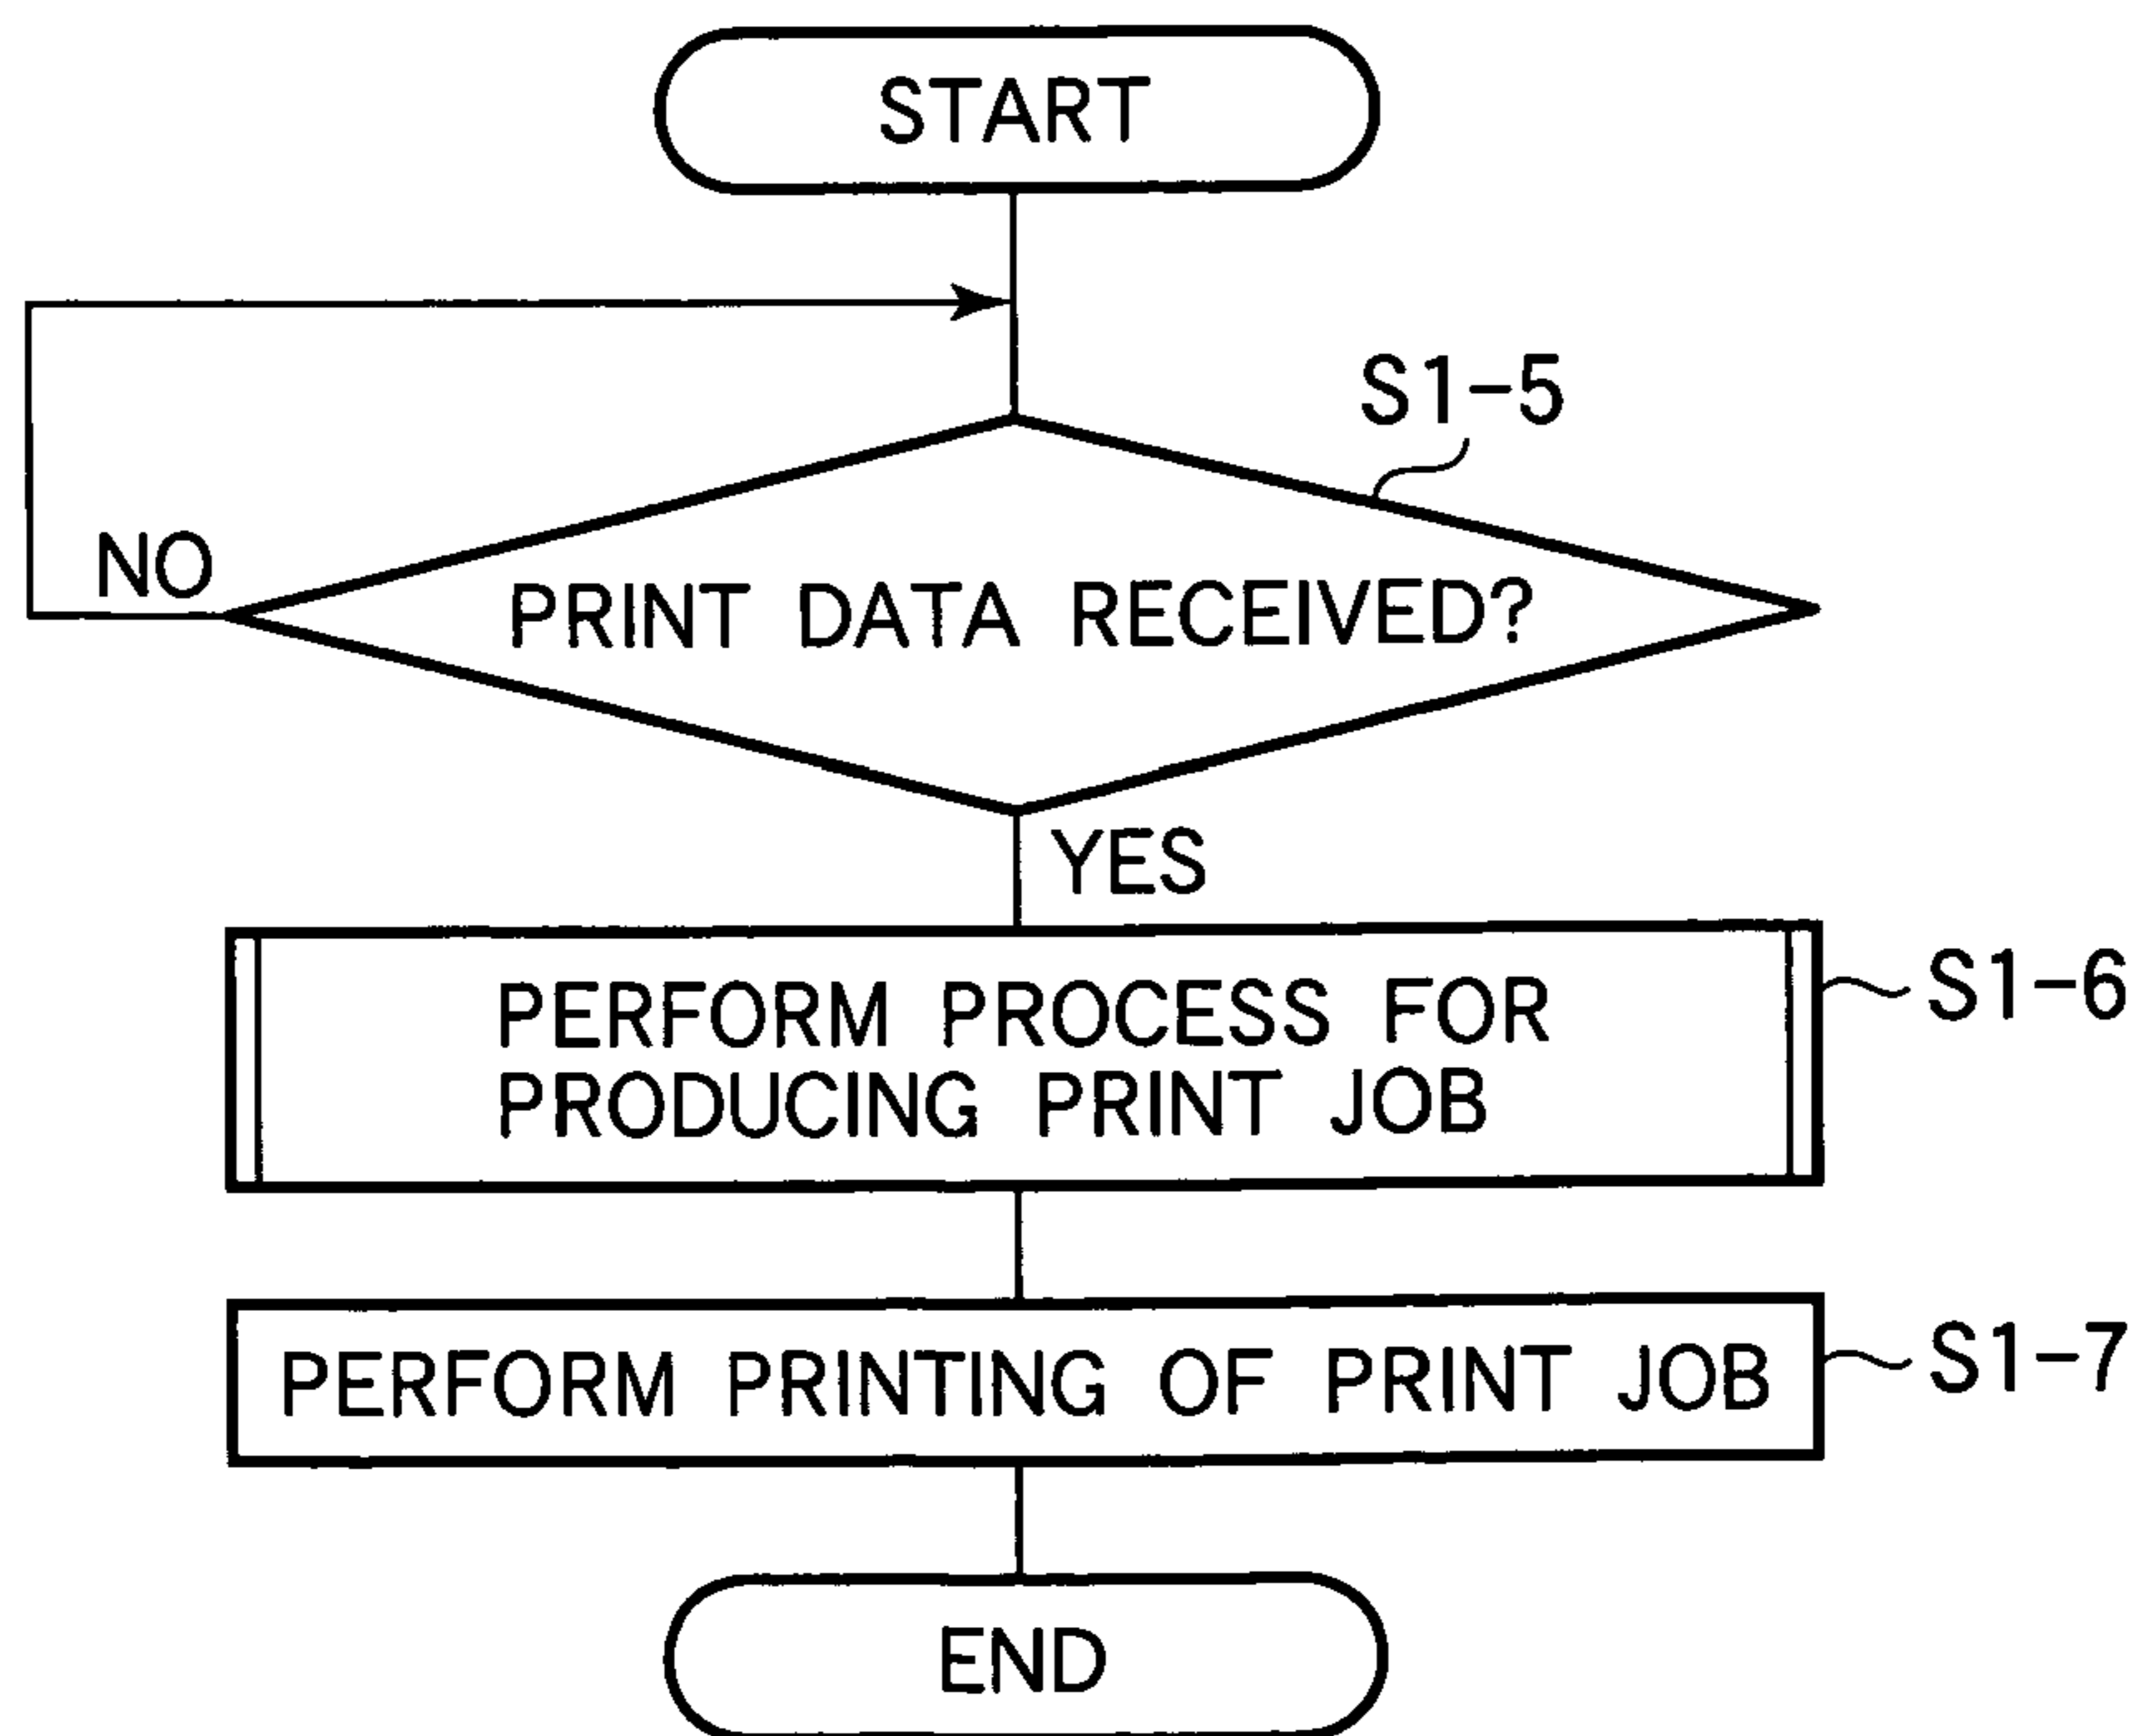 START
S1-5
NO
PRINT DATA RECEIVED?
YES
PERFORM PROCESS FOR
PRODUCING PRINT JOB
S1-6
PERFORM PRINTING OF PRINT JOB
S1-7
END